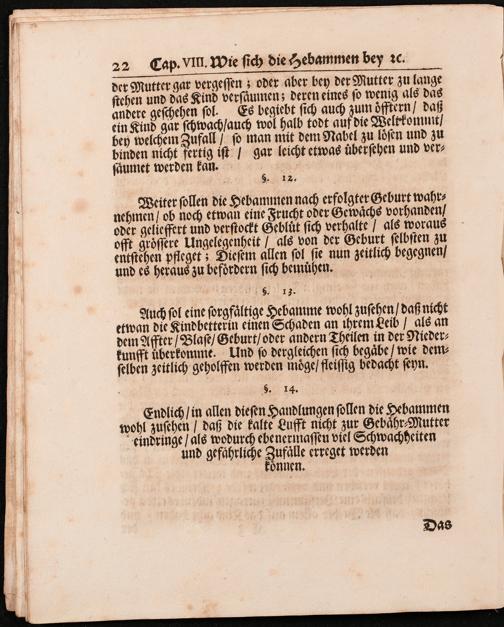 22 Cap. VIII. Wie sich die Hebammen bey ꝛc.
der Mutter gar vergessen ; oder aber bey der Mutter zu lange
stehen und das Kind versäumen; deren eines so wenig als das
andere geschehen sol. Es begiebt sich auch zum öfftern / daß
ein Kind gar schwach/auch wol halb todt auf die Welt kommt/
bey welchem Zufall / so man mit dem Nabel zu lösen und zu
binden nicht fertig ist / gar leicht etwas übersehen und ver-
säumet werden kan.
§. 12.
Weiter sollen die Hebammen nach erfolgter Geburt wahr-
nehmen / ob noch etwan eine Frucht oder Gewächs vorhanden/
oder geliefert und verstockt Geblüt sich verhalte / als woraus
offt grössere Ungelegenheit / als von der Geburt selbsten zu
entstehen pfleget ; Diesem allen sol sie nun zeitlich begegnen/
und es heraus zu befördern sich bemühen.
§. 13.
Auch sol eine sorgfältige Hebamme wohl zusehen / daß nicht
etwan die Kindbetterin einen Schaden an ihrem Leib / als an
dem Affter / Blase/ Geburt/ oder andern Theilen in der Nieder-
kunfft überkomme. Und so dergleichen sich begäbe / wie dem-
selben zeitlich geholffen werden möge/ fleissig bedacht seyn.
§. 14.
Endlich / in allen diesen Handlungen sollen die Hebammen
wohl zusehen / daß die kalte Lufft nicht zur Gebähr-Mutter
eindringe / als wodurch ebenermassen viel Schwachheiten
und gefährliche Zufälle erreget werden
können.
Das